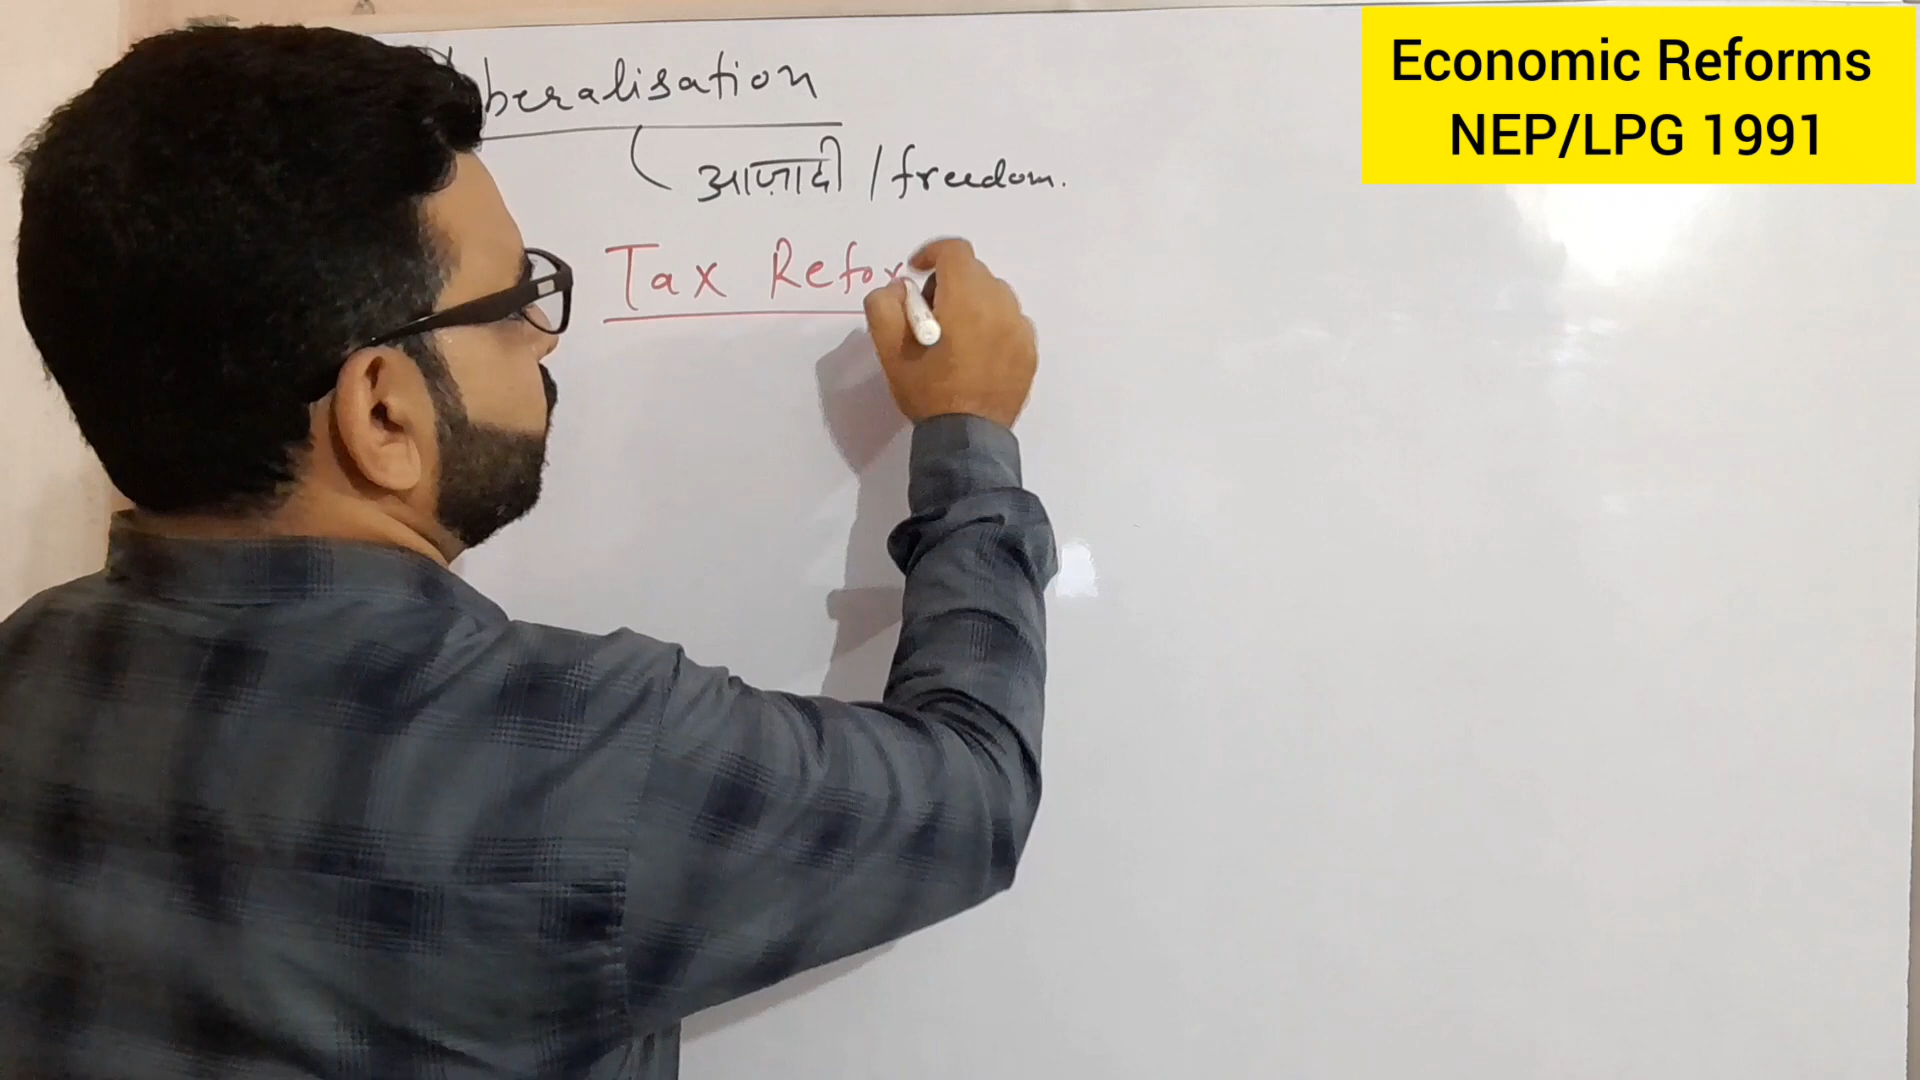 beralisation
आज़ादी / freedom.
Tax Refor
Economic Reforms
NEP/LPG 1991